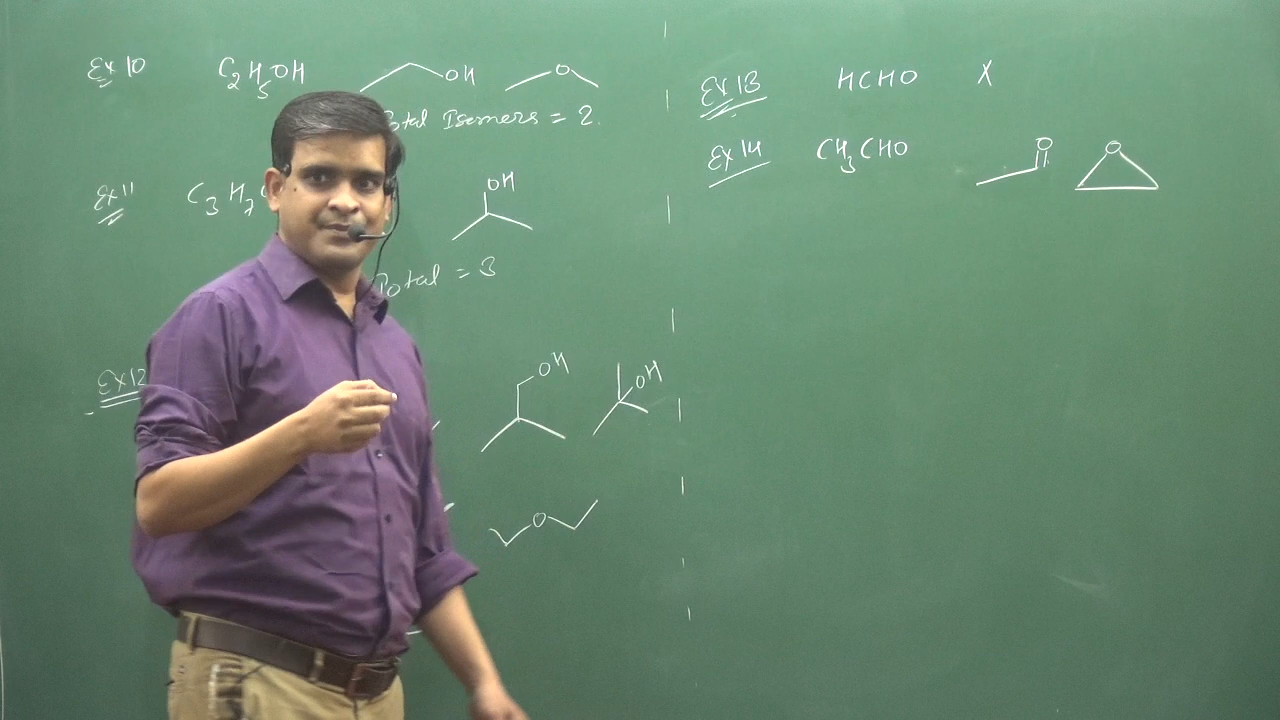 Ex 10 C2H5OH OH O
Total Isomers = 2.
Ex 11 C3H7 OH
Total = 3
Ex 12 OH OH
O
Ex 13 HCHO X
Ex 14 CH3CHO O O